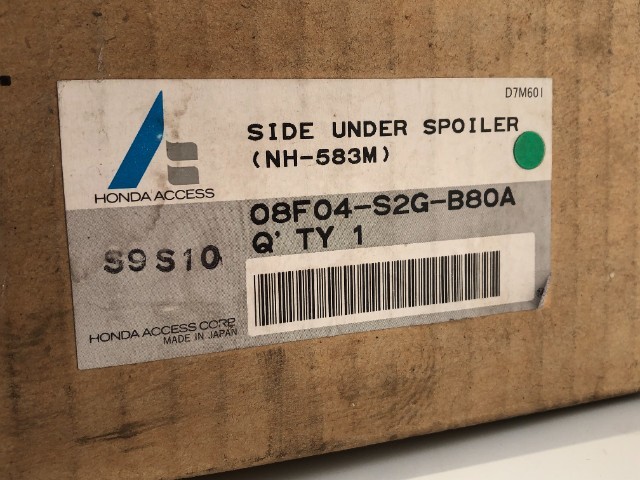 D7M601
SIDE UNDER SPOILER
(NH-583M)
HONDA ACCESS
08F04-S2G-B80A
Q'TY 1
S9S10
HONDA ACCESS CORP.
MADE IN JAPAN